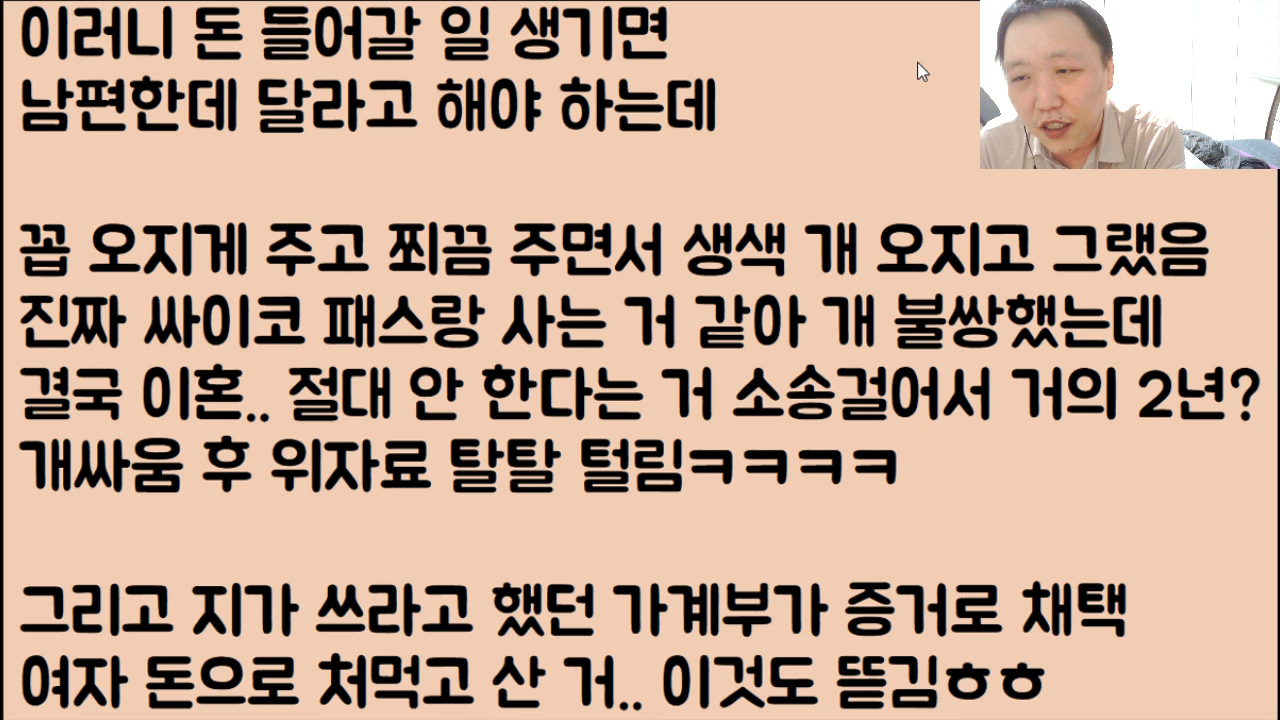 이러니 돈 들어갈 일 생기면
남편한데 달라고 해야 하는데
꼽 오지게 주고 쬐끔 주면서 생색 개 오지고 그랬음
진짜 싸이코 패스랑 사는 거 같아 개 불쌍했는데
결국 이혼.. 절대 안 한다는 거 소송걸어서 거의 2년?
개싸움 후 위자료 탈탈 털림ㅋㅋㅋㅋ
그리고 지가 쓰라고 했던 가계부가 증거로 채택
여자 돈으로 처먹고 산 거.. 이것도 뜯김ㅎㅎ